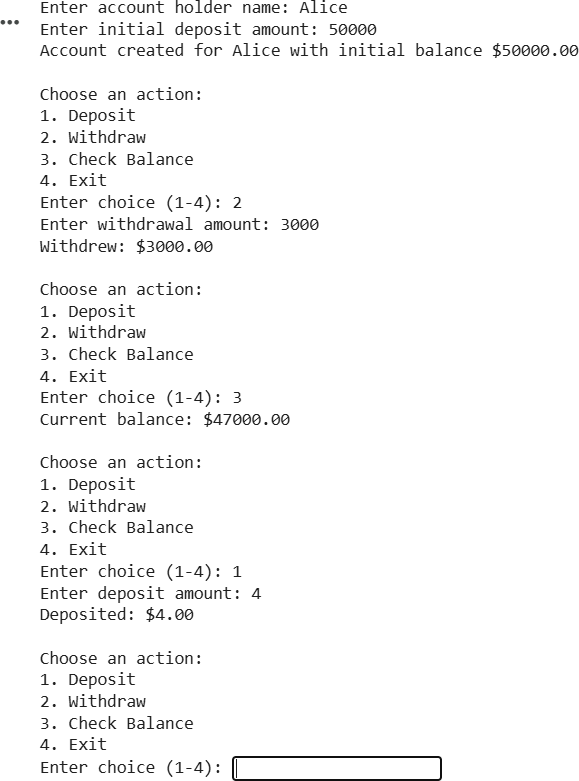 Enter account holder name: Alice
Enter initial deposit amount: 50000
Account created for Alice with initial balance $50000.00
Choose an action:
1. Deposit
2. Withdraw
3. Check Balance
4. Exit
Enter choice (1-4): 2
Enter withdrawal amount: 3000
Withdrew: $3000.00
Choose an action:
1. Deposit
2. Withdraw
3. Check Balance
4. Exit
Enter choice (1-4): 3
Current balance: $47000.00
Choose an action:
1. Deposit
2. Withdraw
3. Check Balance
4. Exit
Enter choice (1-4): 1
Enter deposit amount: 4
Deposited: $4.00
Choose an action:
1. Deposit
2. Withdraw
3. Check Balance
4. Exit
Enter choice (1-4):